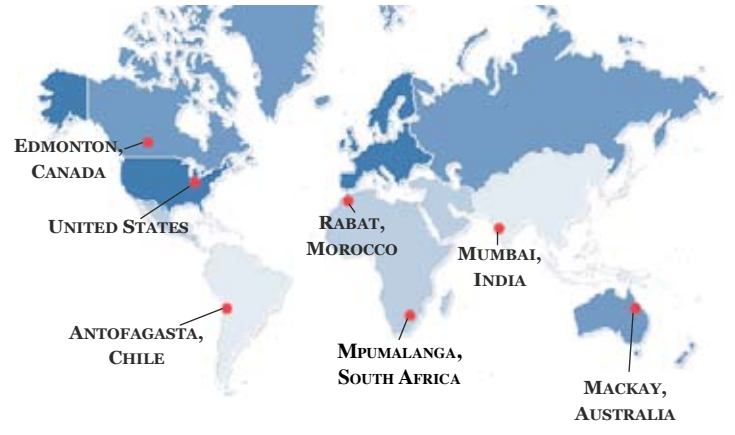 Edmonton,
Canada
United States
Rabat,
Morocco
Mumbai,
India
Antofagasta,
Chile
Mpumalanga,
South Africa
Mackay,
Australia